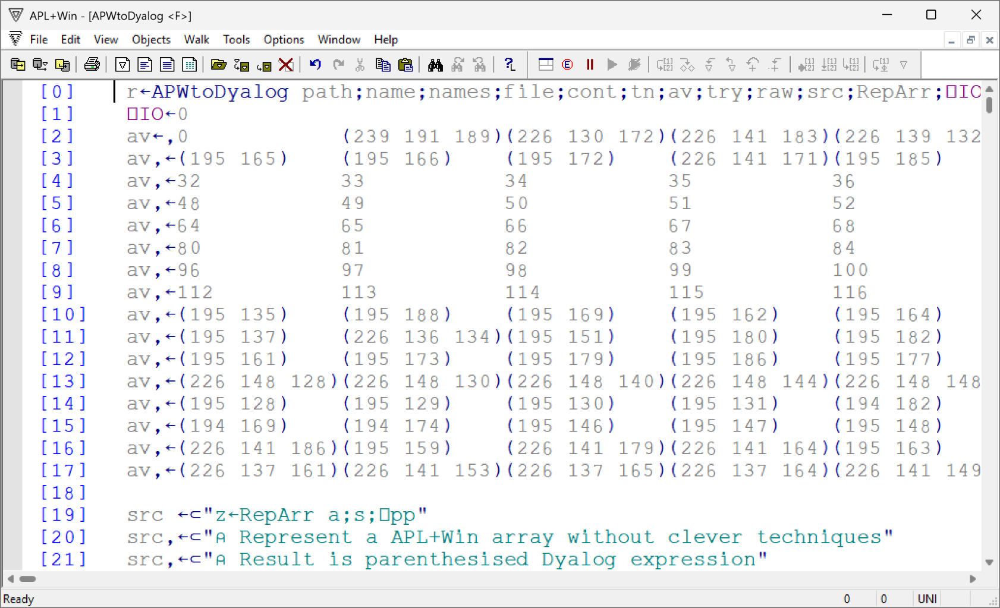 APL+Win - [APWtoDyalog <F>]
File Edit View Objects Walk Tools Options Window Help
[0] r←APWtoDyalog path;name;names;file;cont;tn;av;try;raw;src;RepArr;⎕IO
[1] ⎕IO←0
[2] av←,0 (239 191 189)(226 130 172)(226 141 183)(226 139 132
[3] av,←(195 165) (195 166) (195 172) (226 141 171)(195 185)
[4] av,←32 33 34 35 36
[5] av,←48 49 50 51 52
[6] av,←64 65 66 67 68
[7] av,←80 81 82 83 84
[8] av,←96 97 98 99 100
[9] av,←112 113 114 115 116
[10] av,←(195 135) (195 188) (195 169) (195 162) (195 164)
[11] av,←(195 137) (226 136 134)(195 151) (195 180) (195 182)
[12] av,←(195 161) (195 173) (195 179) (195 186) (195 177)
[13] av,←(226 148 128)(226 148 130)(226 148 140)(226 148 144)(226 148 148
[14] av,←(195 128) (195 129) (195 130) (195 131) (194 182)
[15] av,←(194 169) (194 174) (195 146) (195 147) (195 148)
[16] av,←(226 141 186)(195 159) (226 141 179)(226 141 164)(195 163)
[17] av,←(226 137 161)(226 141 153)(226 137 165)(226 137 164)(226 141 149
[18]
[19] src ←⊂"z←RepArr a;s;⎕pp"
[20] src,←⊂"⍝ Represent a APL+Win array without clever techniques"
[21] src,←⊂"⍝ Result is parenthesised Dyalog expression"
Ready 0 0 UNI